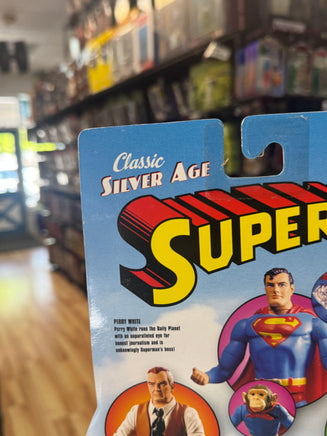 Classic
SILVER AGE
SUPER
PERRY WHITE
Perry White runs the Daily Planet
with an unparalleled eye for
honest journalism and is
unknowingly Superman's boss!